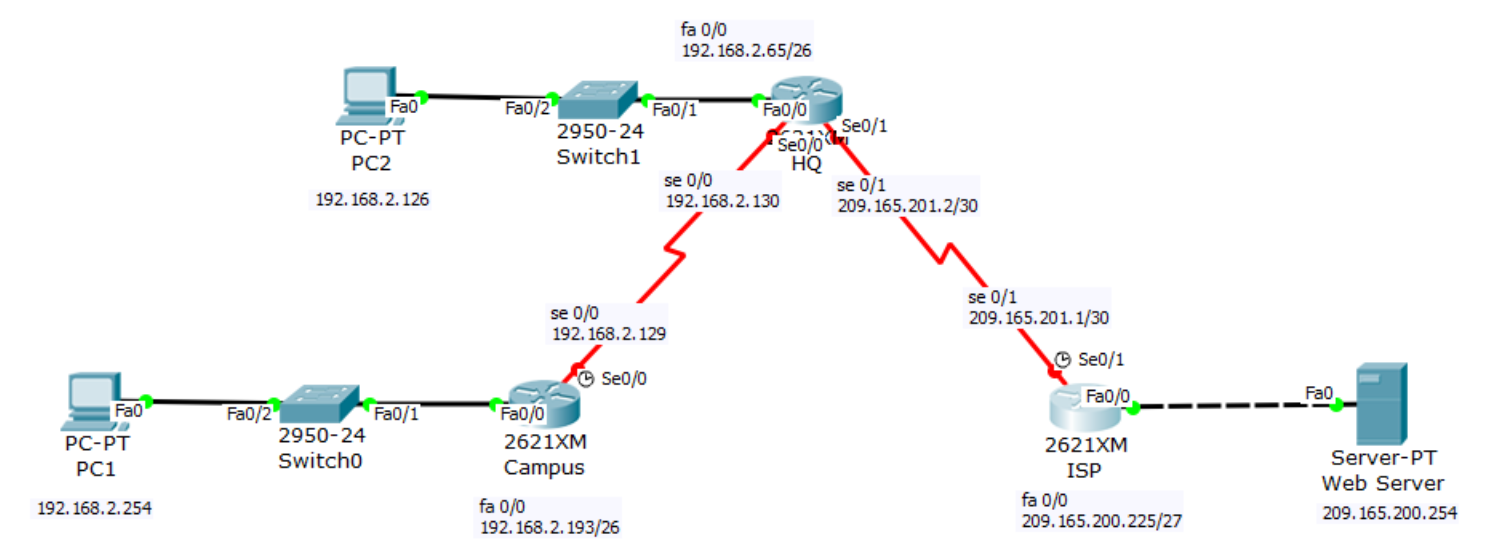 fa 0/0
192.168.2.65/26
Fa0
Fa0/2
Fa0/1
Fa0/0
Se0/1
Se0/0
PC-PT
PC2
2950-24
Switch1
HQ
192.168.2.126
se 0/0
192.168.2.130
se 0/1
209.165.201.2/30
se 0/0
192.168.2.129
se 0/1
209.165.201.1/30
Se0/0
Se0/1
Fa0
Fa0/2
Fa0/1
Fa0/0
Fa0/0
Fa0
PC-PT
PC1
2950-24
Switch0
2621XM
Campus
2621XM
ISP
Server-PT
Web Server
192.168.2.254
fa 0/0
192.168.2.193/26
fa 0/0
209.165.200.225/27
209.165.200.254